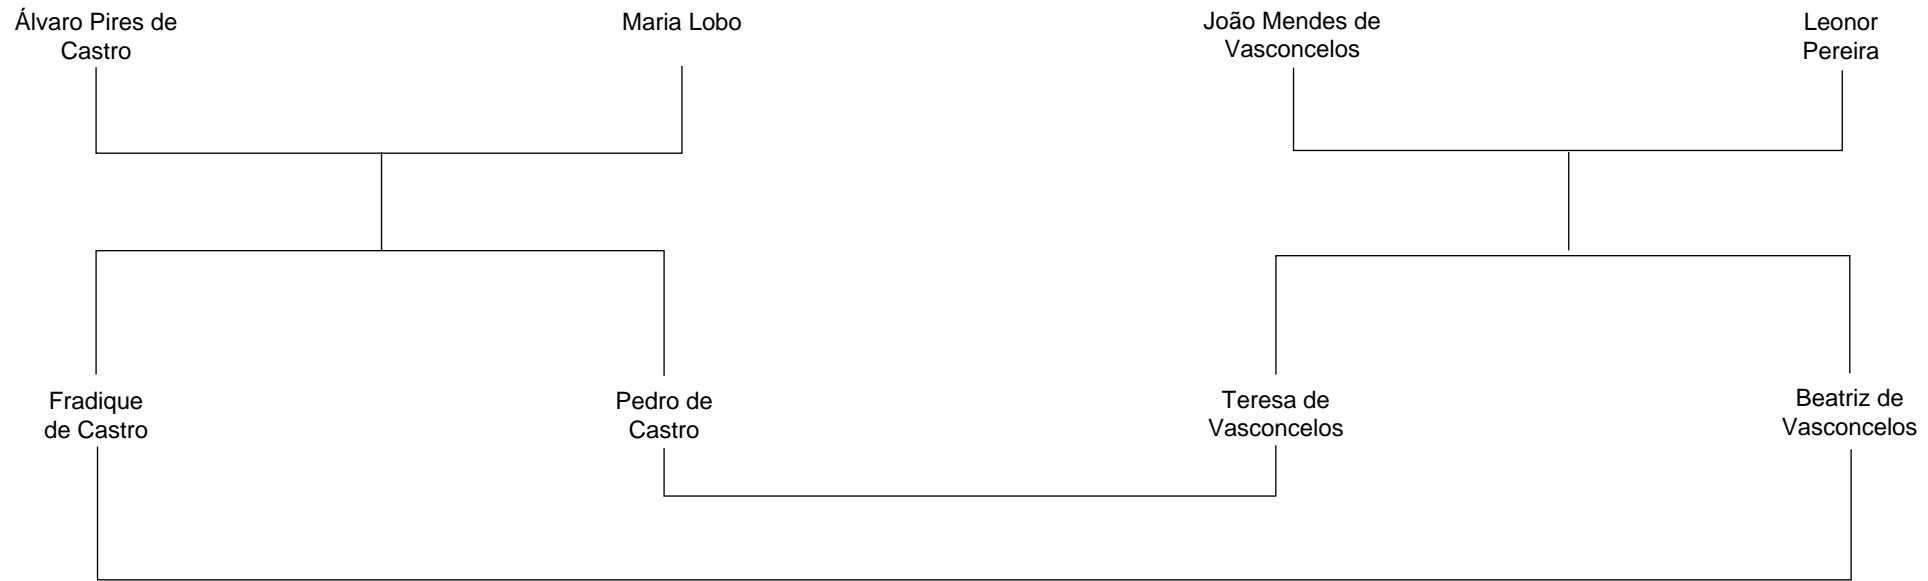 Álvaro Pires de
Castro
Maria Lobo
João Mendes de
Vasconcelos
Leonor
Pereira
Fradique
de Castro
Pedro de
Castro
Teresa de
Vasconcelos
Beatriz de
Vasconcelos